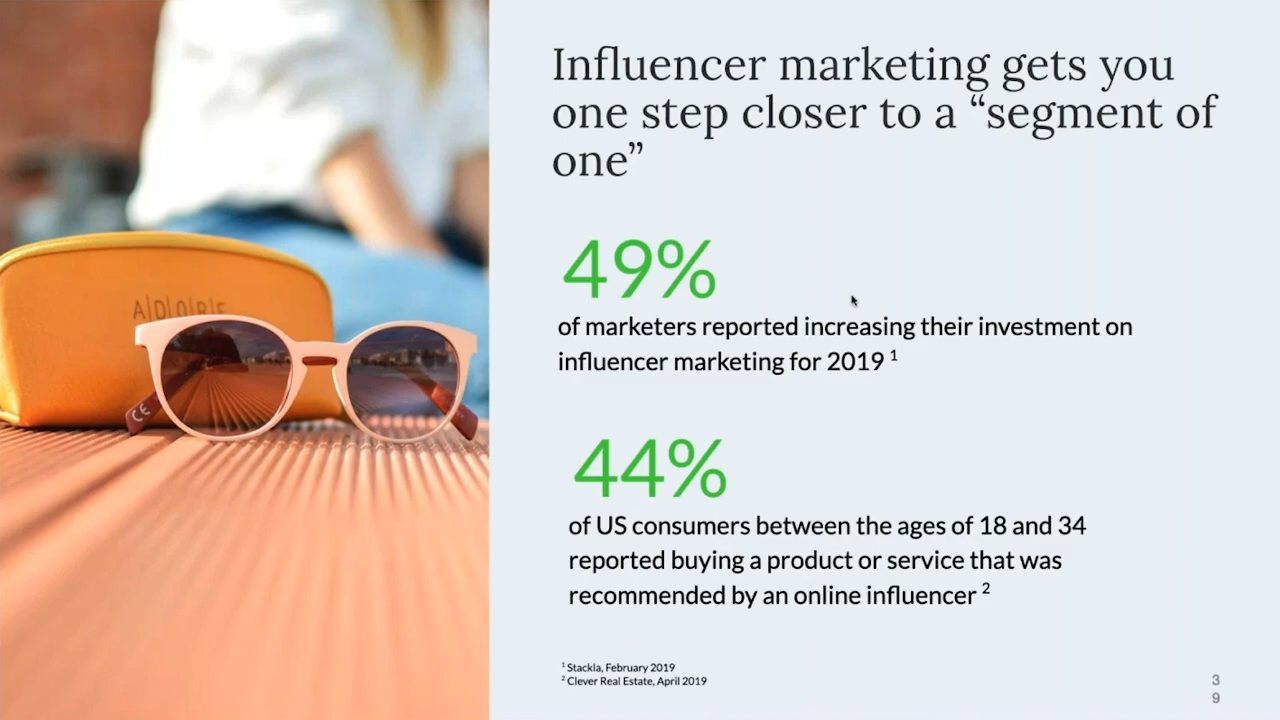 Influencer marketing gets you
one step closer to a “segment of
one”
49%
of marketers reported increasing their investment on
influencer marketing for 2019 1
44%
of US consumers between the ages of 18 and 34
reported buying a product or service that was
recommended by an online influencer 2
1 Stackla, February 2019
2 Clever Real Estate, April 2019
3
9
A|D|O|R|E
CE